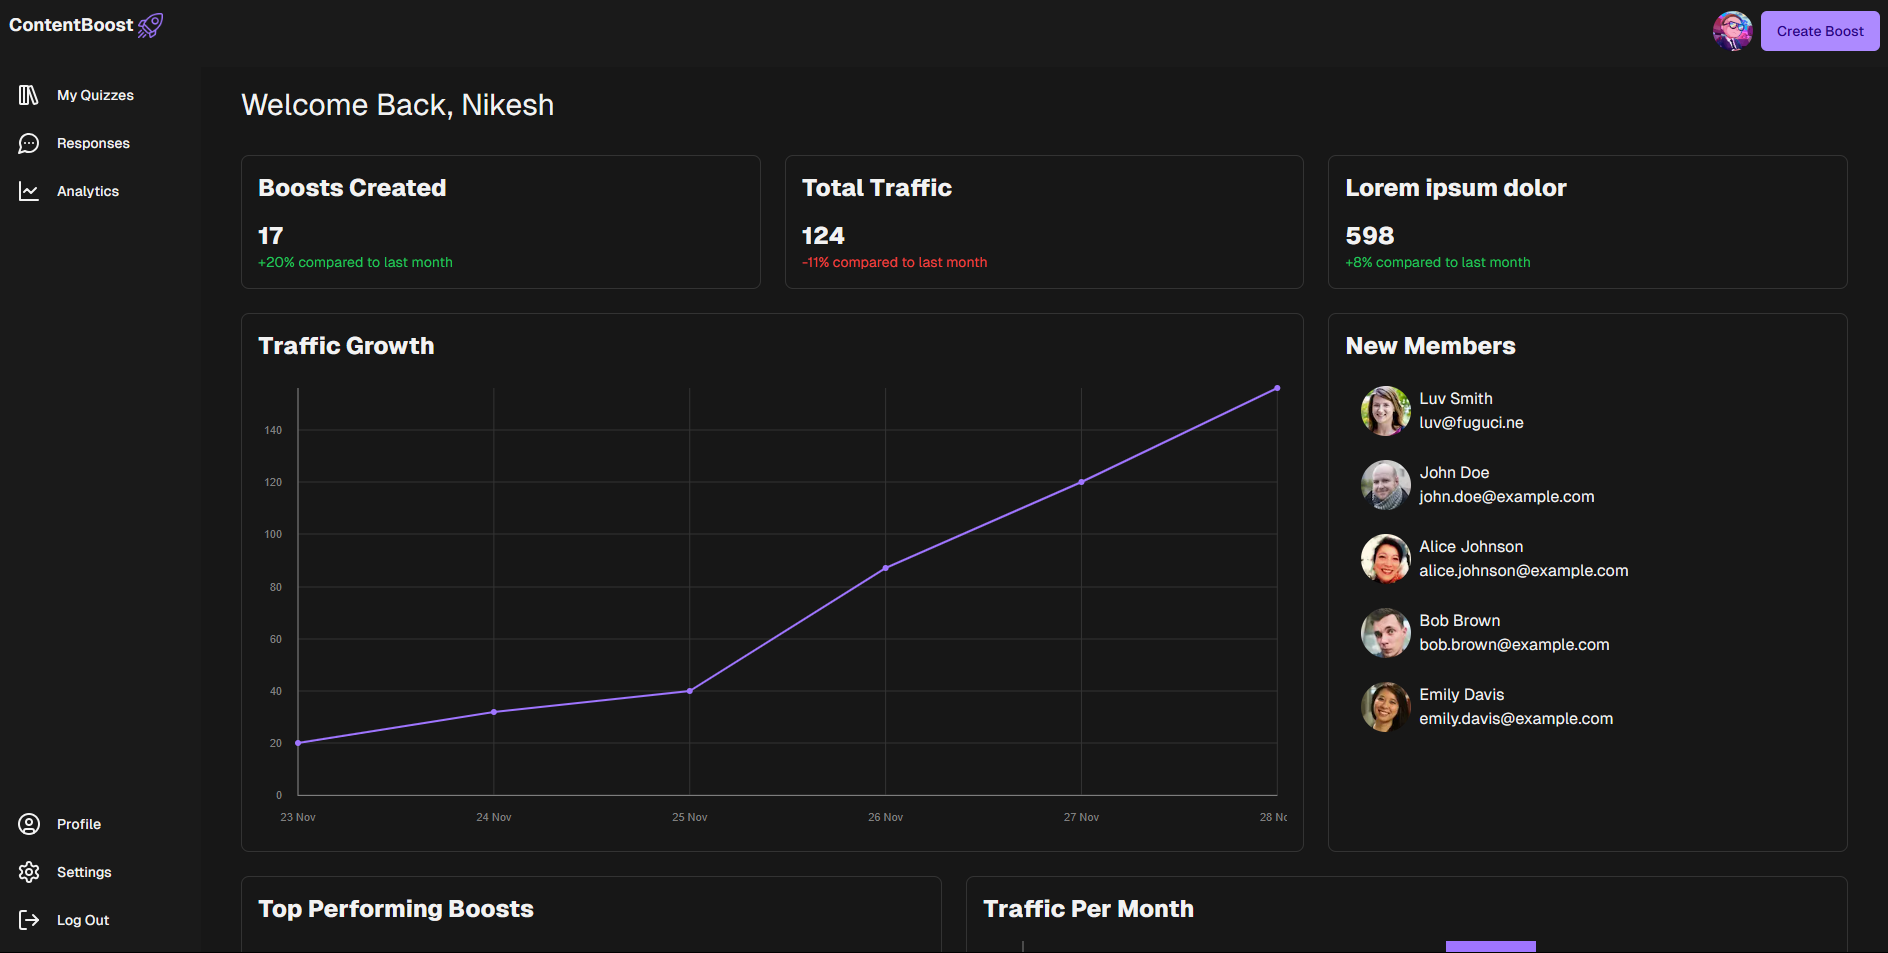 ContentBoost
Create Boost
My Quizzes
Responses
Analytics
Profile
Settings
Log Out
Welcome Back, Nikesh
Boosts Created
17
+20% compared to last month
Total Traffic
124
-11% compared to last month
Lorem ipsum dolor
598
+8% compared to last month
Traffic Growth
140
120
100
80
60
40
20
0
23 Nov
24 Nov
25 Nov
26 Nov
27 Nov
28 No
New Members
Luv Smith
luv@fuguci.ne
John Doe
john.doe@example.com
Alice Johnson
alice.johnson@example.com
Bob Brown
bob.brown@example.com
Emily Davis
emily.davis@example.com
Top Performing Boosts
Traffic Per Month